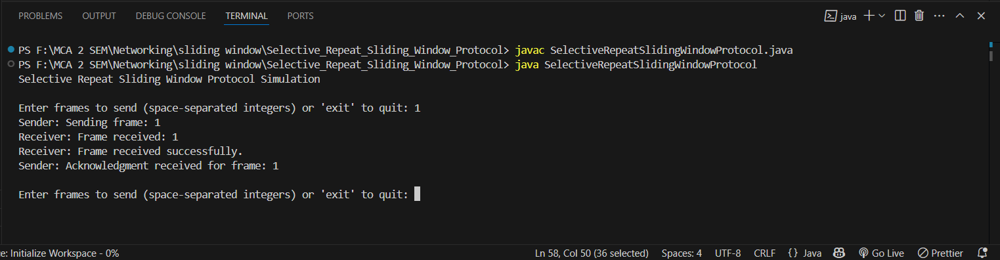 PROBLEMS OUTPUT DEBUG CONSOLE TERMINAL PORTS java
PS F:\MCA 2 SEM\Networking\sliding window\Selective_Repeat_Sliding_Window_Protocol> javac SelectiveRepeatSlidingWindowProtocol.java
PS F:\MCA 2 SEM\Networking\sliding window\Selective_Repeat_Sliding_Window_Protocol> java SelectiveRepeatSlidingWindowProtocol
Selective Repeat Sliding Window Protocol Simulation
Enter frames to send (space-separated integers) or 'exit' to quit: 1
Sender: Sending frame: 1
Receiver: Frame received: 1
Receiver: Frame received successfully.
Sender: Acknowledgment received for frame: 1
Enter frames to send (space-separated integers) or 'exit' to quit:
e: Initialize Workspace - 0% Ln 58, Col 50 (36 selected) Spaces: 4 UTF-8 CRLF {} Java Go Live Prettier